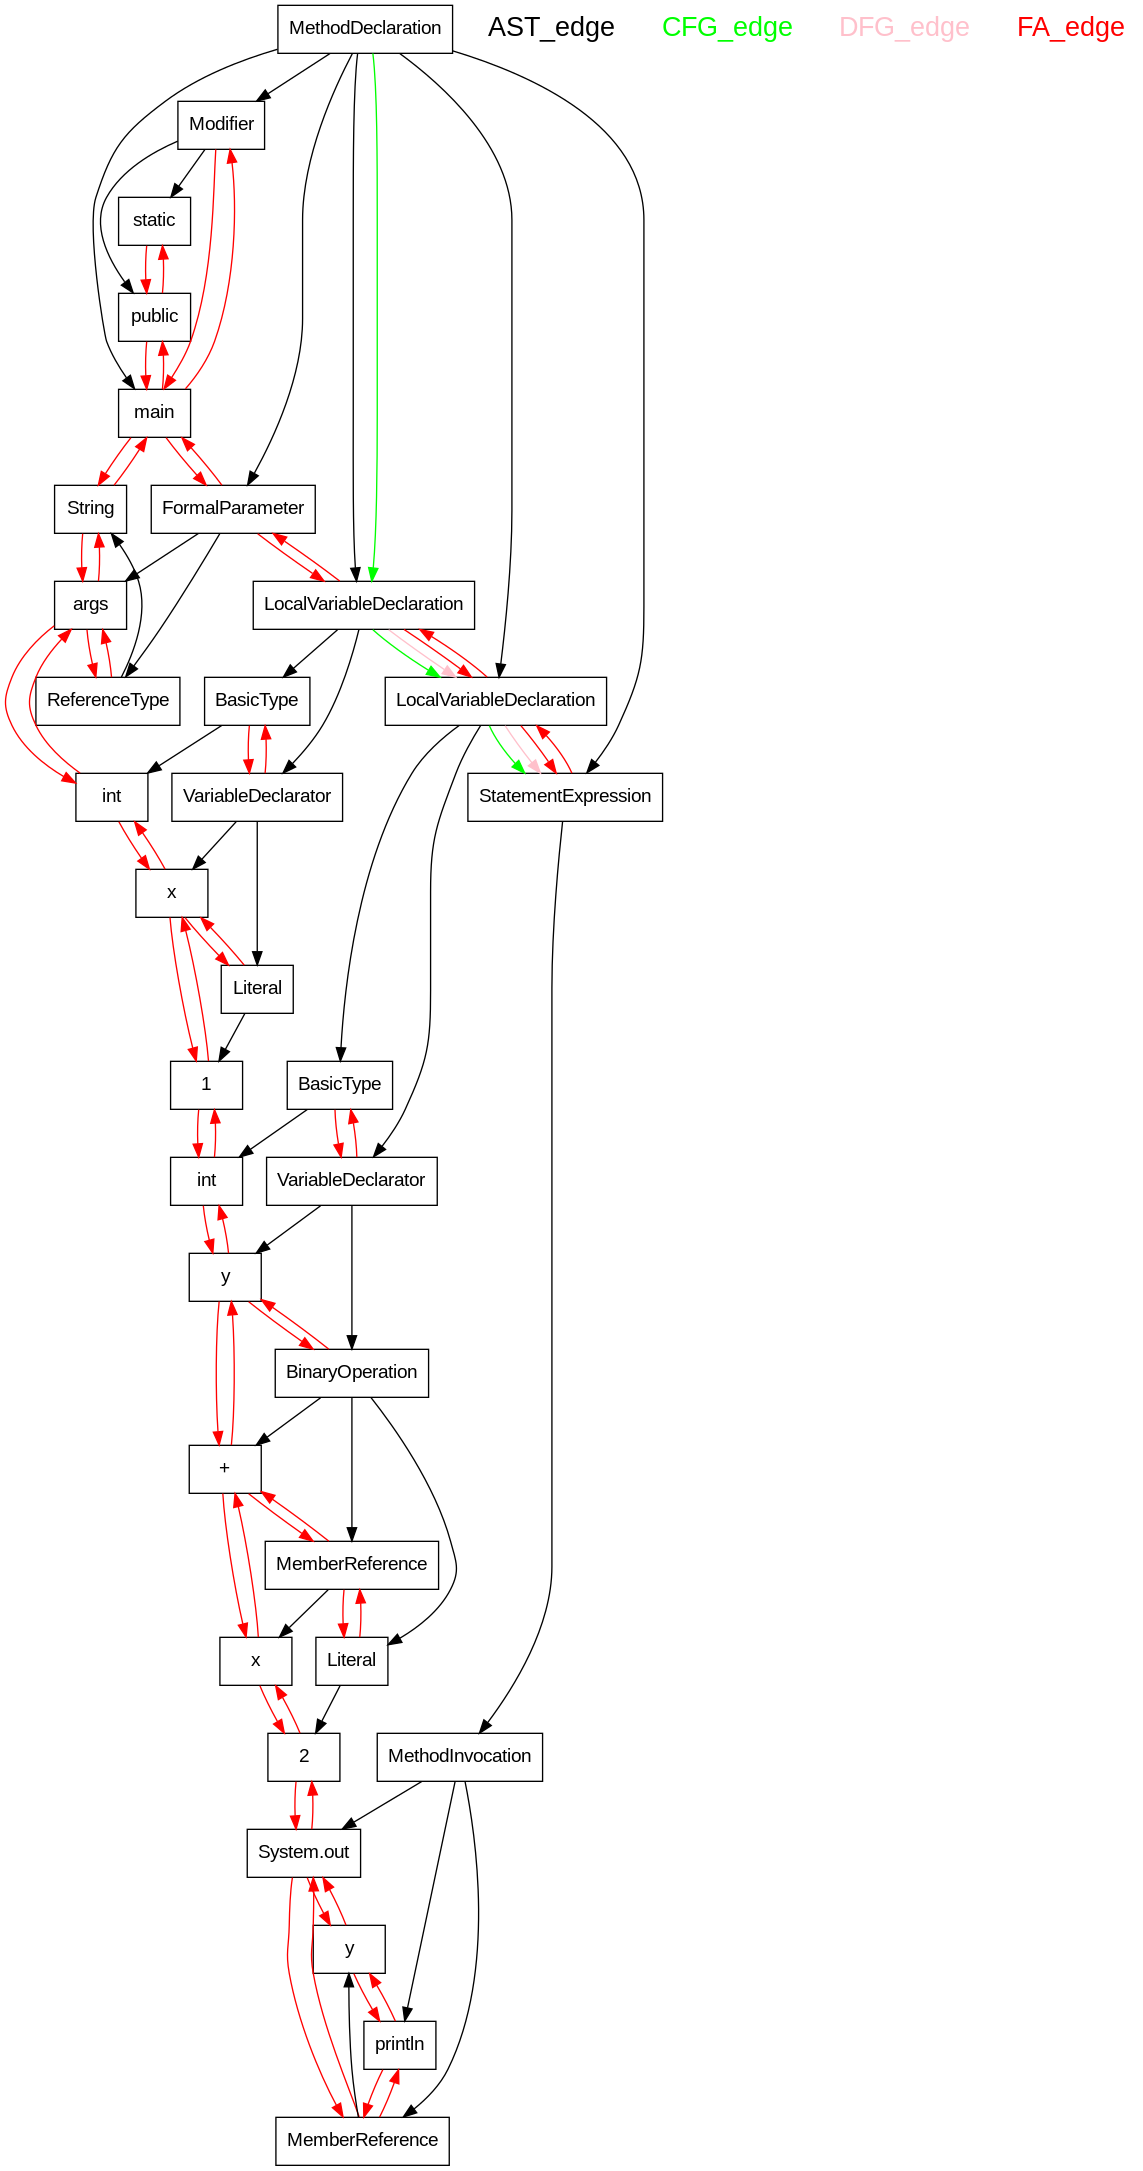 MethodDeclaration AST_edge CFG_edge DFG_edge FA_edge
Modifier
static
public
main
String FormalParameter
args LocalVariableDeclaration
ReferenceType BasicType LocalVariableDeclaration
int VariableDeclarator StatementExpression
x
Literal
1 BasicType
int VariableDeclarator
y
BinaryOperation
+
MemberReference
x Literal
2 MethodInvocation
System.out
y
println
MemberReference